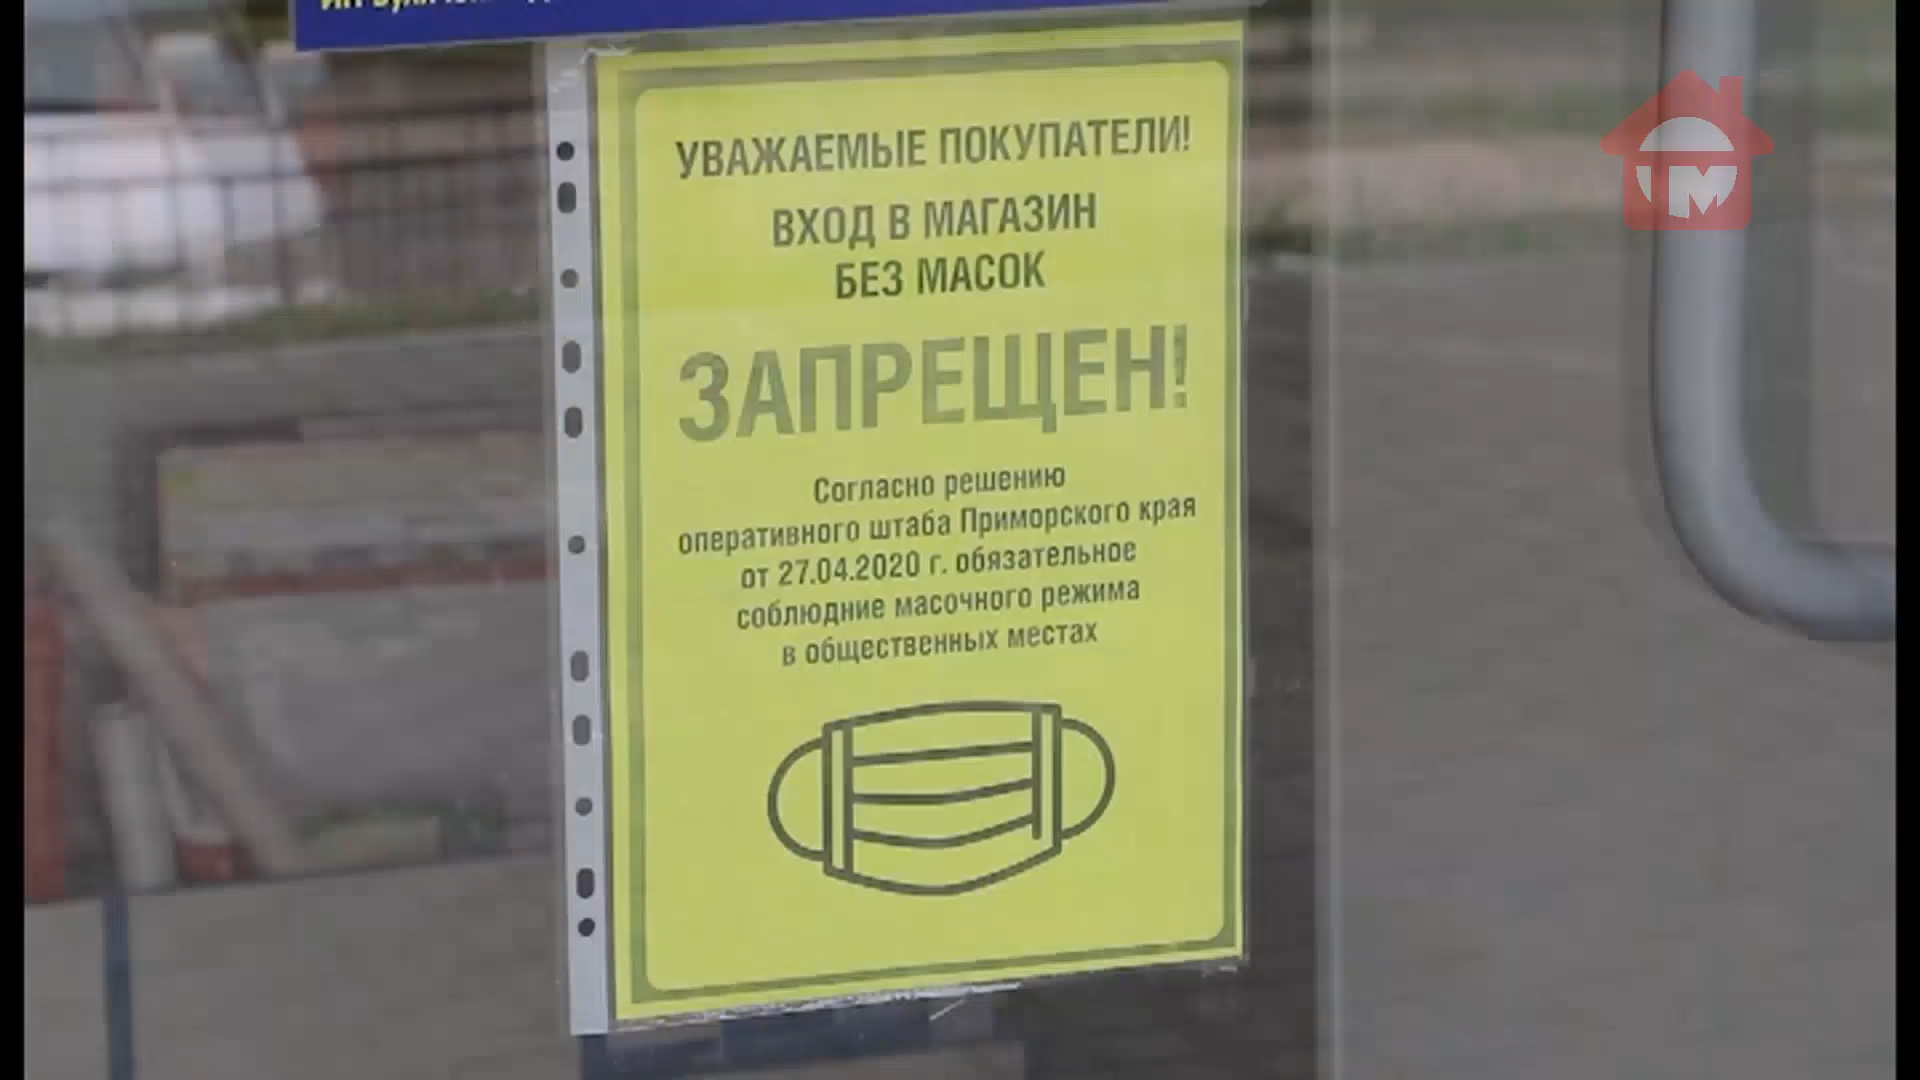 УВАЖАЕМЫЕ ПОКУПАТЕЛИ!
ВХОД В МАГАЗИН
БЕЗ МАСОК
ЗАПРЕЩЕН!
Согласно решению
оперативного штаба Приморского края
от 27.04.2020 г. обязательное
соблюдние масочного режима
в общественных местах
ТМ